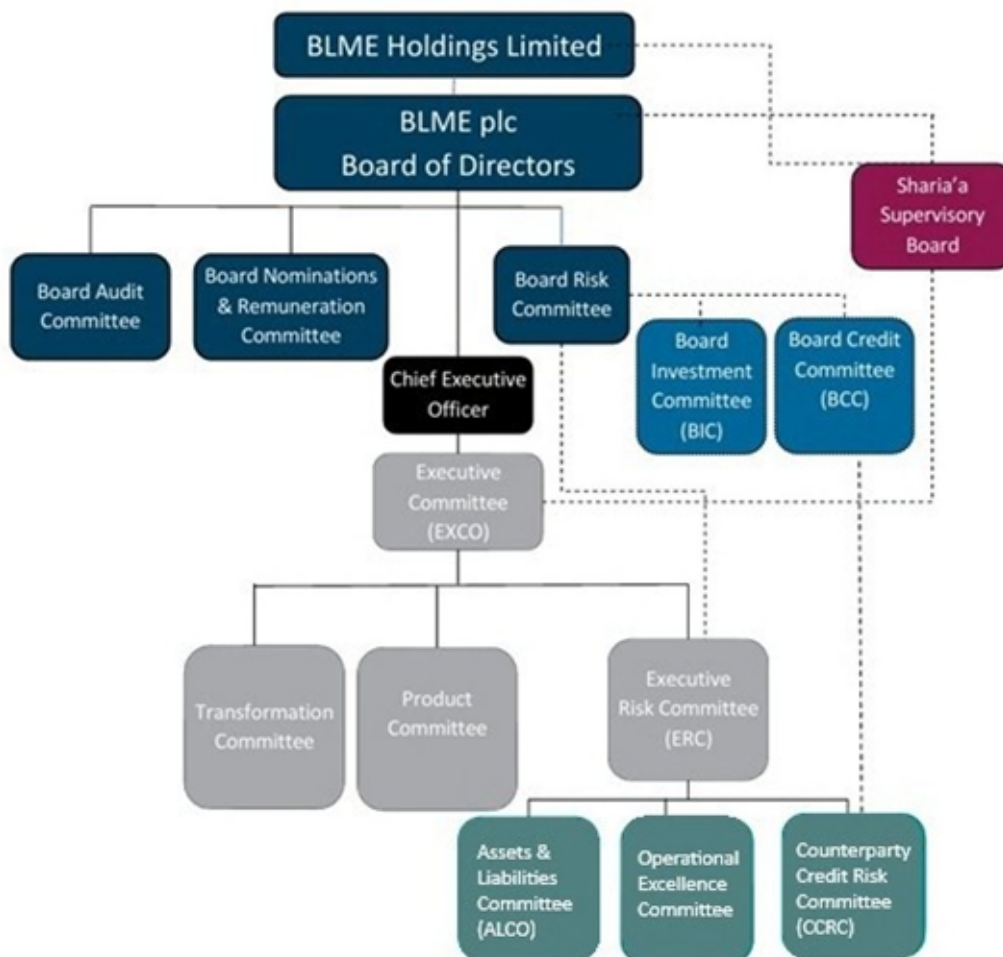 BLME Holdings Limited
BLME plc
Board of Directors
Sharia'a
Supervisory
Board
Board Audit
Committee
Board Nominations
& Remuneration
Committee
Board Risk
Committee
Board
Investment
Committee
(BIC)
Board Credit
Committee
(BCC)
Chief Executive
Officer
Executive
Committee
(EXCO)
Transformation
Committee
Product
Committee
Executive
Risk Committee
(ERC)
Assets &
Liabilities
Committee
(ALCO)
Operational
Excellence
Committee
Counterparty
Credit Risk
Committee
(CCRC)